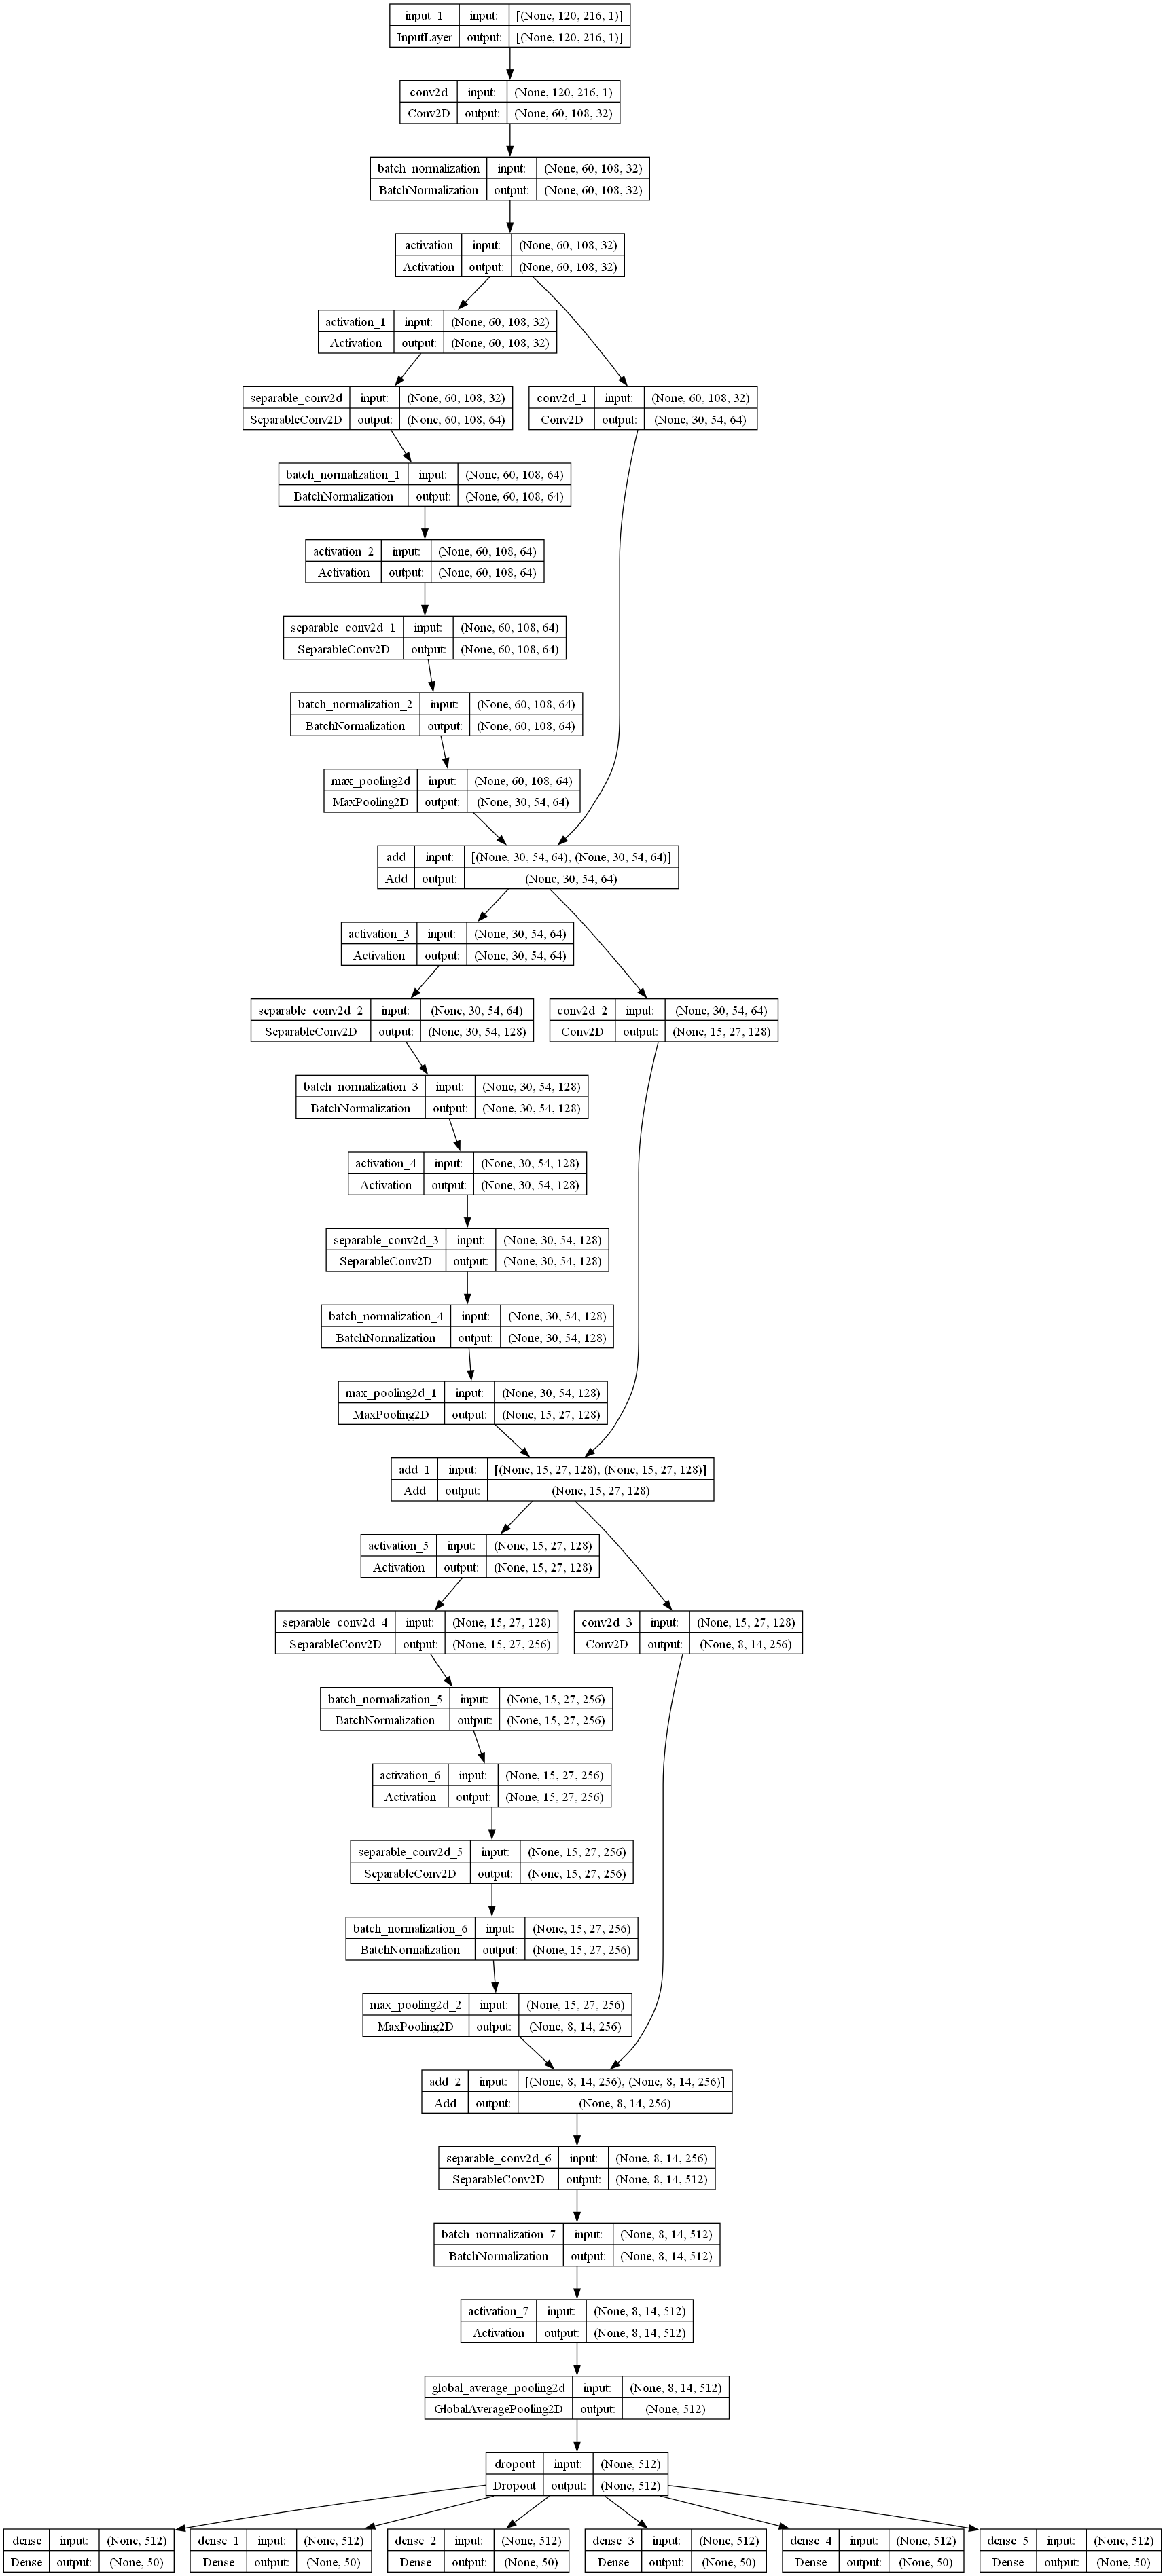 input_1 input: [(None, 120, 216, 1)]
InputLayer output: [(None, 120, 216, 1)]
conv2d input: (None, 120, 216, 1)
Conv2D output: (None, 60, 108, 32)
batch_normalization input: (None, 60, 108, 32)
BatchNormalization output: (None, 60, 108, 32)
activation input: (None, 60, 108, 32)
Activation output: (None, 60, 108, 32)
activation_1 input: (None, 60, 108, 32)
Activation output: (None, 60, 108, 32)
separable_conv2d input: (None, 60, 108, 32)
SeparableConv2D output: (None, 60, 108, 64)
conv2d_1 input: (None, 60, 108, 32)
Conv2D output: (None, 30, 54, 64)
batch_normalization_1 input: (None, 60, 108, 64)
BatchNormalization output: (None, 60, 108, 64)
activation_2 input: (None, 60, 108, 64)
Activation output: (None, 60, 108, 64)
separable_conv2d_1 input: (None, 60, 108, 64)
SeparableConv2D output: (None, 60, 108, 64)
batch_normalization_2 input: (None, 60, 108, 64)
BatchNormalization output: (None, 60, 108, 64)
max_pooling2d input: (None, 60, 108, 64)
MaxPooling2D output: (None, 30, 54, 64)
add input: [(None, 30, 54, 64), (None, 30, 54, 64)]
Add output: (None, 30, 54, 64)
activation_3 input: (None, 30, 54, 64)
Activation output: (None, 30, 54, 64)
separable_conv2d_2 input: (None, 30, 54, 64)
SeparableConv2D output: (None, 30, 54, 128)
conv2d_2 input: (None, 30, 54, 64)
Conv2D output: (None, 15, 27, 128)
batch_normalization_3 input: (None, 30, 54, 128)
BatchNormalization output: (None, 30, 54, 128)
activation_4 input: (None, 30, 54, 128)
Activation output: (None, 30, 54, 128)
separable_conv2d_3 input: (None, 30, 54, 128)
SeparableConv2D output: (None, 30, 54, 128)
batch_normalization_4 input: (None, 30, 54, 128)
BatchNormalization output: (None, 30, 54, 128)
max_pooling2d_1 input: (None, 30, 54, 128)
MaxPooling2D output: (None, 15, 27, 128)
add_1 input: [(None, 15, 27, 128), (None, 15, 27, 128)]
Add output: (None, 15, 27, 128)
activation_5 input: (None, 15, 27, 128)
Activation output: (None, 15, 27, 128)
separable_conv2d_4 input: (None, 15, 27, 128)
SeparableConv2D output: (None, 15, 27, 256)
conv2d_3 input: (None, 15, 27, 128)
Conv2D output: (None, 8, 14, 256)
batch_normalization_5 input: (None, 15, 27, 256)
BatchNormalization output: (None, 15, 27, 256)
activation_6 input: (None, 15, 27, 256)
Activation output: (None, 15, 27, 256)
separable_conv2d_5 input: (None, 15, 27, 256)
SeparableConv2D output: (None, 15, 27, 256)
batch_normalization_6 input: (None, 15, 27, 256)
BatchNormalization output: (None, 15, 27, 256)
max_pooling2d_2 input: (None, 15, 27, 256)
MaxPooling2D output: (None, 8, 14, 256)
add_2 input: [(None, 8, 14, 256), (None, 8, 14, 256)]
Add output: (None, 8, 14, 256)
separable_conv2d_6 input: (None, 8, 14, 256)
SeparableConv2D output: (None, 8, 14, 512)
batch_normalization_7 input: (None, 8, 14, 512)
BatchNormalization output: (None, 8, 14, 512)
activation_7 input: (None, 8, 14, 512)
Activation output: (None, 8, 14, 512)
global_average_pooling2d input: (None, 8, 14, 512)
GlobalAveragePooling2D output: (None, 512)
dropout input: (None, 512)
Dropout output: (None, 512)
dense input: (None, 512)
Dense output: (None, 50)
dense_1 input: (None, 512)
Dense output: (None, 50)
dense_2 input: (None, 512)
Dense output: (None, 50)
dense_3 input: (None, 512)
Dense output: (None, 50)
dense_4 input: (None, 512)
Dense output: (None, 50)
dense_5 input: (None, 512)
Dense output: (None, 50)